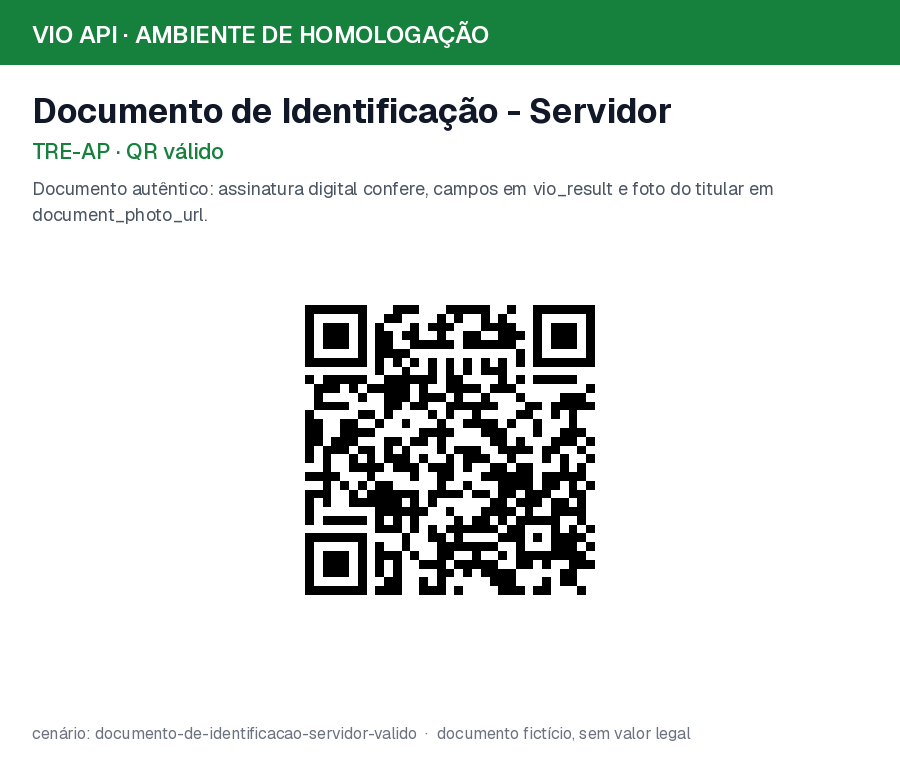 VIO API · AMBIENTE DE HOMOLOGAÇÃO
Documento de Identificação - Servidor
TRE-AP · QR válido
Documento autêntico: assinatura digital confere, campos em vio_result e foto do titular em
document_photo_url.
cenário: documento-de-identificacao-servidor-valido · documento fictício, sem valor legal